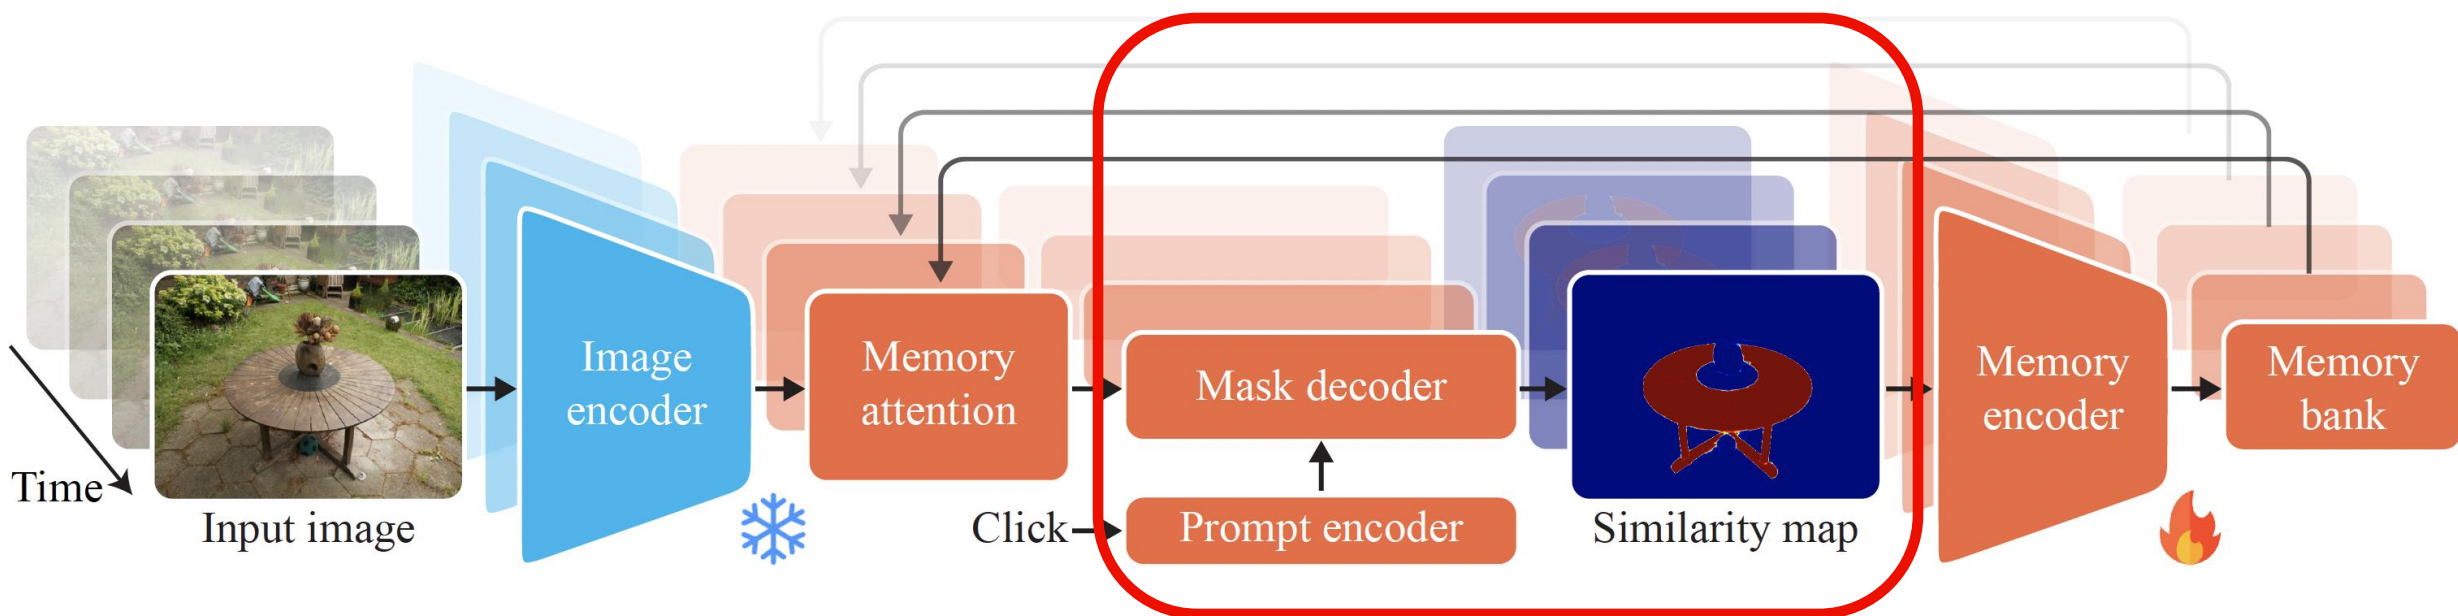 Time
Input image
Image
encoder
Memory
attention
Mask decoder
Click
Prompt encoder
Similarity map
Memory
encoder
Memory
bank